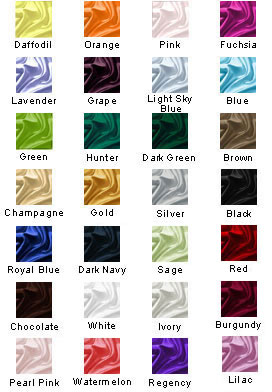 Daffodil Orange Pink Fuchsia
Lavender Grape Light Sky Blue Blue
Green Hunter Dark Green Brown
Champagne Gold Silver Black
Royal Blue Dark Navy Sage Red
Chocolate White Ivory Burgundy
Pearl Pink Watermelon Regency Lilac